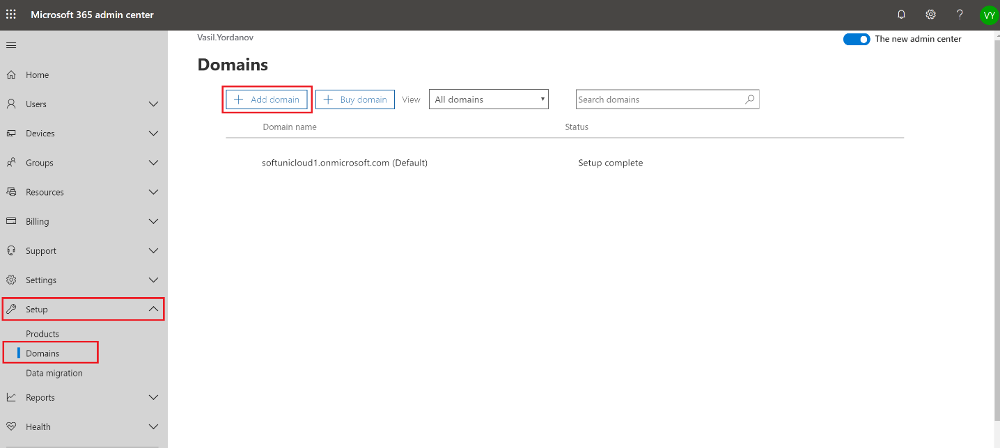 Microsoft 365 admin center
VY
Vasil.Yordanov
The new admin center
Domains
Add domain
Buy domain
View
All domains
Search domains
Domain name
Status
softunicloud1.onmicrosoft.com (Default)
Setup complete
Home
Users
Devices
Groups
Resources
Billing
Support
Settings
Setup
Products
Domains
Data migration
Reports
Health